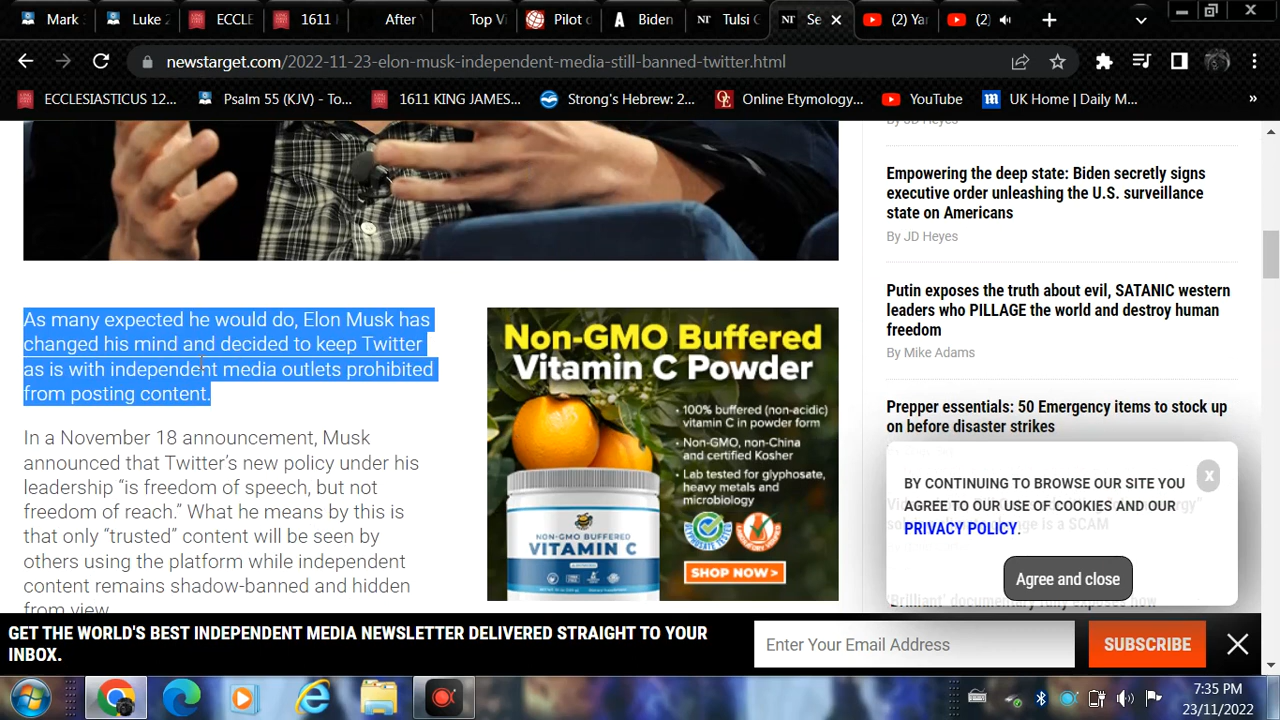 Mark
Luke 2
ECCLE
1611
After
Top V
Pilot
Biden
Tulsi
Se
(2) Yar
(2)
newstarget.com/2022-11-23-elon-musk-independent-media-still-banned-twitter.html
ECCLESIASTICUS 12...
Psalm 55 (KJV) - To...
1611 KING JAMES...
Strong's Hebrew: 2...
Online Etymology...
YouTube
UK Home | Daily M...
»
By JD Heyes
Empowering the deep state: Biden secretly signs
executive order unleashing the U.S. surveillance
state on Americans
By JD Heyes
Putin exposes the truth about evil, SATANIC western
leaders who PILLAGE the world and destroy human
freedom
By Mike Adams
Prepper essentials: 50 Emergency items to stock up
on before disaster strikes
As many expected he would do, Elon Musk has
changed his mind and decided to keep Twitter
as is with independent media outlets prohibited
from posting content.
In a November 18 announcement, Musk
announced that Twitter’s new policy under his
leadership “is freedom of speech, but not
freedom of reach.” What he means by this is
that only “trusted” content will be seen by
others using the platform while independent
content remains shadow-banned and hidden
from view.
Non-GMO Buffered
Vitamin C Powder
• 100% buffered (non-acidic)
vitamin C in powder form
• Non-GMO, non-China
and certified Kosher
• Lab tested for glyphosate,
heavy metals and
microbiology
NON-GMO BUFFERED
VITAMIN C
SHOP NOW >
x
BY CONTINUING TO BROWSE OUR SITE YOU
AGREE TO OUR USE OF COOKIES AND OUR
PRIVACY POLICY.
Agree and close
'Brilliant' documentary fully exposes how
GET THE WORLD'S BEST INDEPENDENT MEDIA NEWSLETTER DELIVERED STRAIGHT TO YOUR
INBOX.
Enter Your Email Address
SUBSCRIBE
7:35 PM
23/11/2022